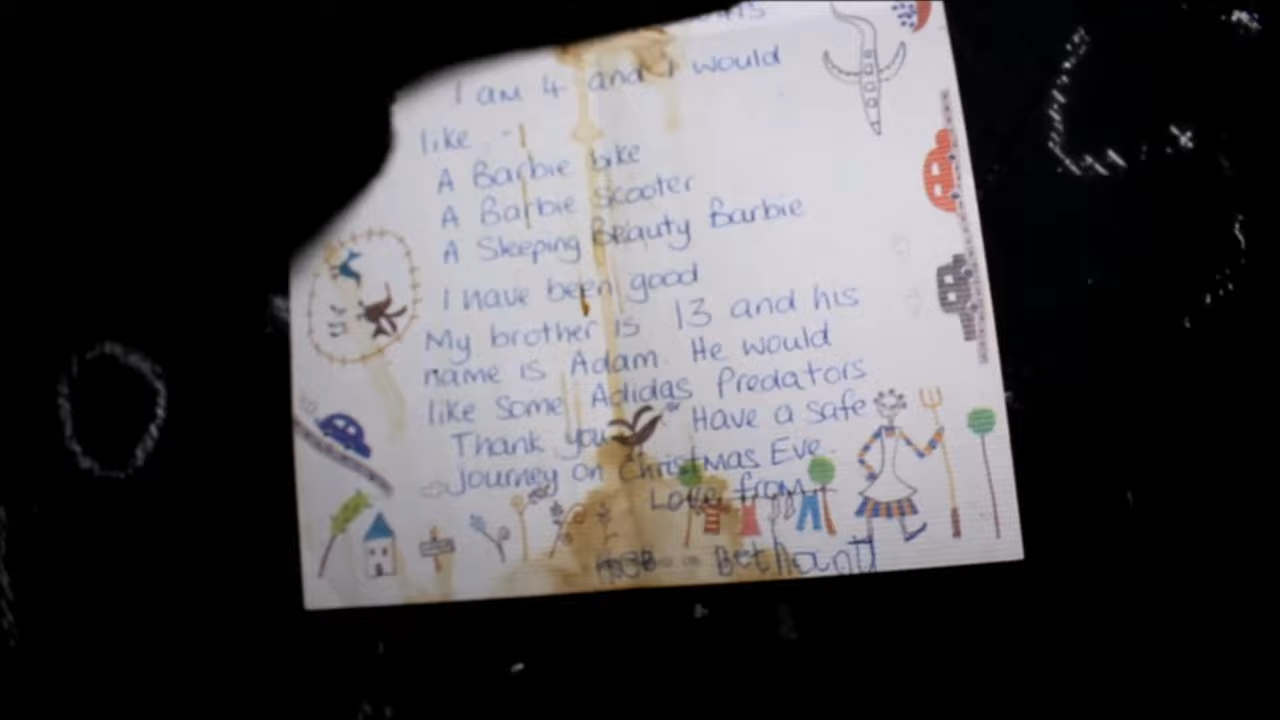 I am 4 and I would
like -
A Barbie bike
A Barbie Scooter
A Sleeping Beauty Barbie
I have been good
My brother is 13 and his
name is Adam. He would
like some Adidas Predators
Thank you. Have a safe
Journey on Christmas Eve.
Love from
Bethany